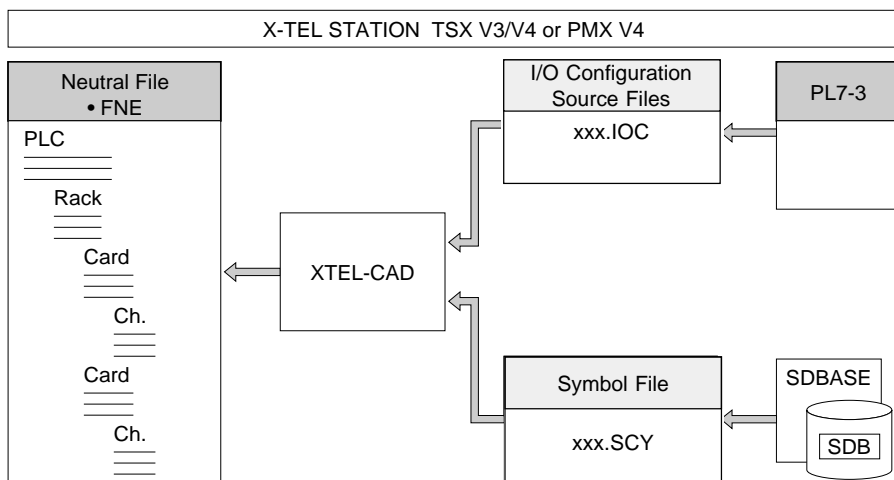 X-TEL STATION TSX V3/V4 or PMX V4
Neutral File
• FNE
PLC
Rack
Card
Ch.
Card
Ch.
XTEL-CAD
I/O Configuration
Source Files
xxx.IOC
PL7-3
Symbol File
xxx.SCY
SDBASE
SDB